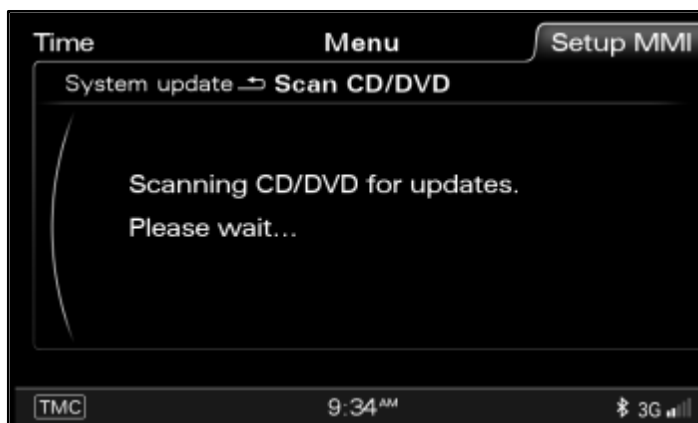 Time Menu Setup MMI
System update Scan CD/DVD
Scanning CD/DVD for updates.
Please wait...
TMC 9:34 AM 3G